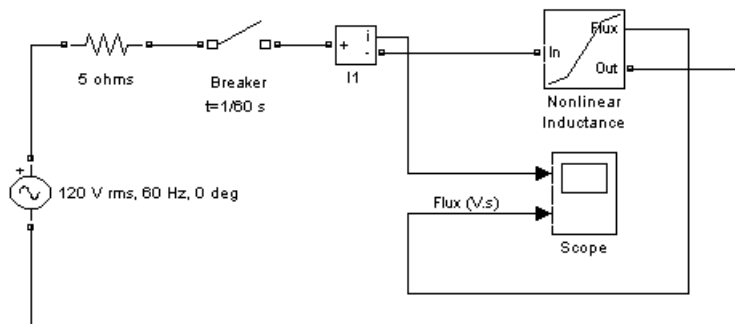 5 ohms
Breaker
t=1/60 s
+
i
-
I1
In
Flux
Out
Nonlinear
Inductance
+
120 V rms, 60 Hz, 0 deg
Flux (V.s)
Scope